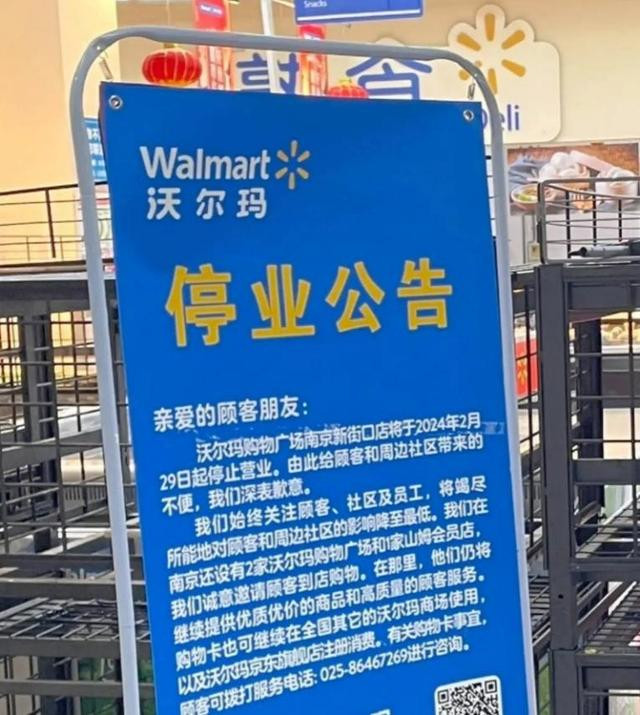 Snacks
Deli
Walmart
沃尔玛
停业公告
亲爱的顾客朋友：
沃尔玛购物广场南京新街口店将于2024年2月
29日起停止营业。由此给顾客和周边社区带来的
不便，我们深表歉意。
我们始终关注顾客、社区及员工，将竭尽
所能地对顾客和周边社区的影响降至最低。我们在
南京还设有2家沃尔玛购物广场和1家山姆会员店，
我们诚意邀请顾客到店购物。在那里，他们仍将
继续提供优质优价的商品和高质量的顾客服务。
购物卡也可继续在全国其它的沃尔玛商场使用，
以及沃尔玛京东旗舰店注册消费。有关购物卡事宜，
顾客可拨打服务电话：025-86467269进行咨询。